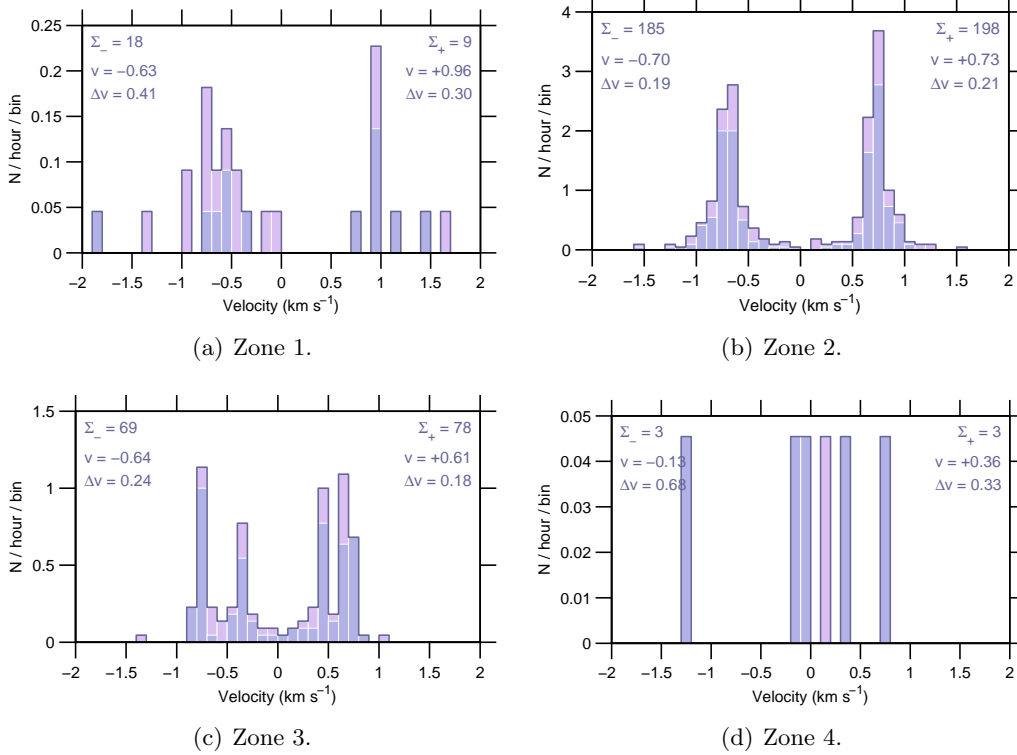 Σ₋ = 18
v = −0.63
Δv = 0.41
Σ₊ = 9
v = +0.96
Δv = 0.30
0.25
0.2
0.15
0.1
0.05
0
N / hour / bin
−2 −1.5 −1 −0.5 0 0.5 1 1.5 2
Velocity (km s⁻¹)
(a) Zone 1.
Σ₋ = 185
v = −0.70
Δv = 0.19
Σ₊ = 198
v = +0.73
Δv = 0.21
4
3
2
1
0
N / hour / bin
−2 −1.5 −1 −0.5 0 0.5 1 1.5 2
Velocity (km s⁻¹)
(b) Zone 2.
Σ₋ = 69
v = −0.64
Δv = 0.24
Σ₊ = 78
v = +0.61
Δv = 0.18
1.5
1
0.5
0
N / hour / bin
−2 −1.5 −1 −0.5 0 0.5 1 1.5 2
Velocity (km s⁻¹)
(c) Zone 3.
Σ₋ = 3
v = −0.13
Δv = 0.68
Σ₊ = 3
v = +0.36
Δv = 0.33
0.05
0.04
0.03
0.02
0.01
0
N / hour / bin
−2 −1.5 −1 −0.5 0 0.5 1 1.5 2
Velocity (km s⁻¹)
(d) Zone 4.